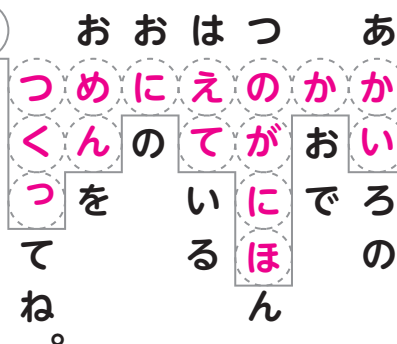 あかいろの
かおで
つのがにほん
はえている
おにの
おめんを
つくってね。